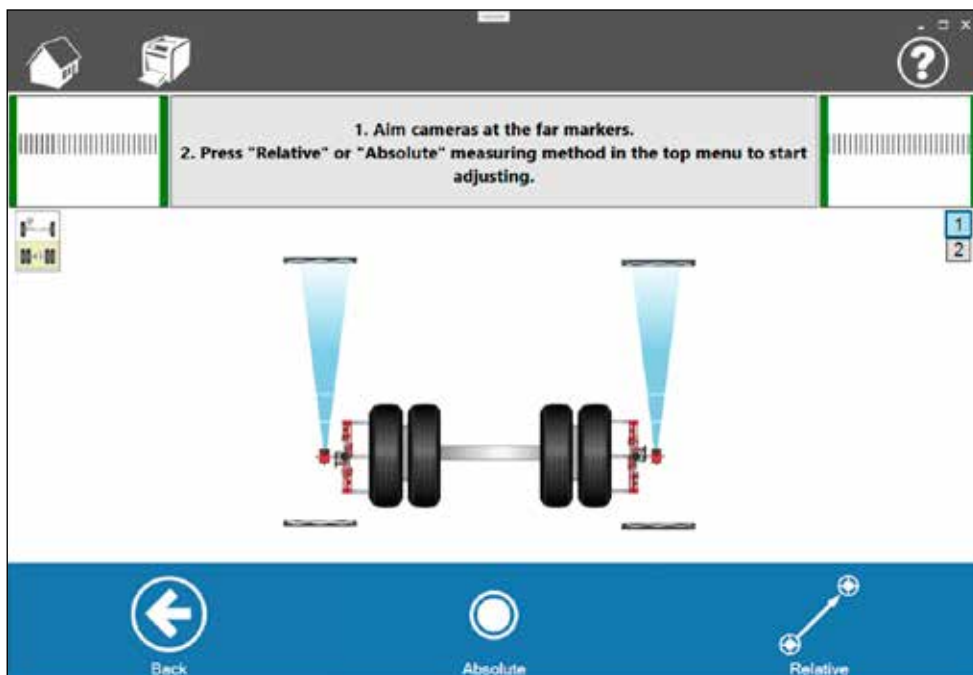 ?
1. Aim cameras at the far markers.
2. Press "Relative" or "Absolute" measuring method in the top menu to start
adjusting.
1
2
Back
Absolute
Relative